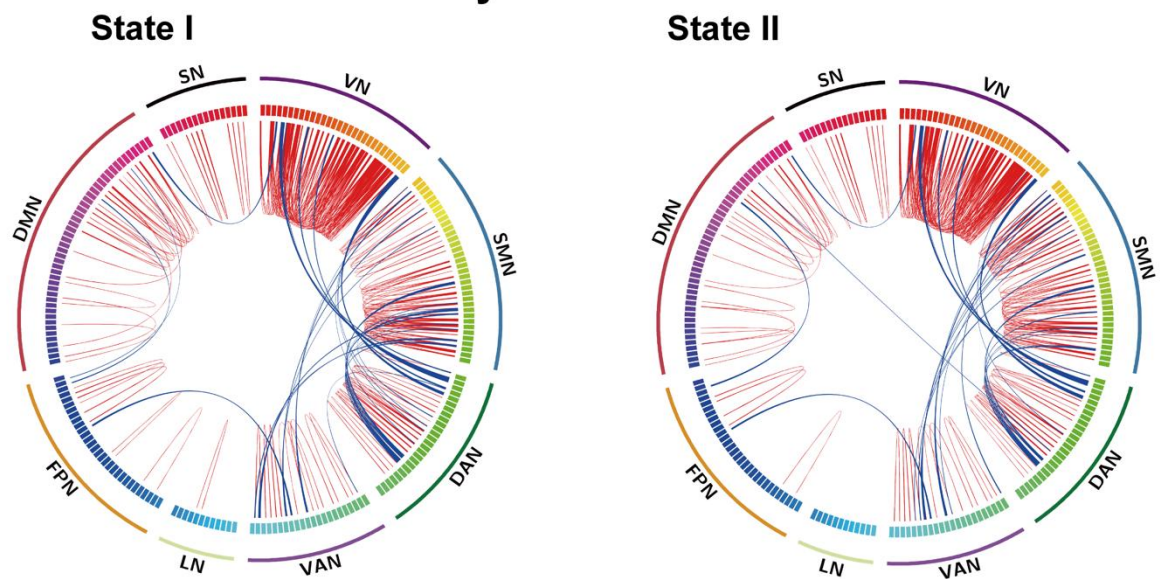 State I
State II
SN
VN
DMN
SMN
FPN
DAN
LN
VAN
SN
VN
DMN
SMN
FPN
DAN
LN
VAN